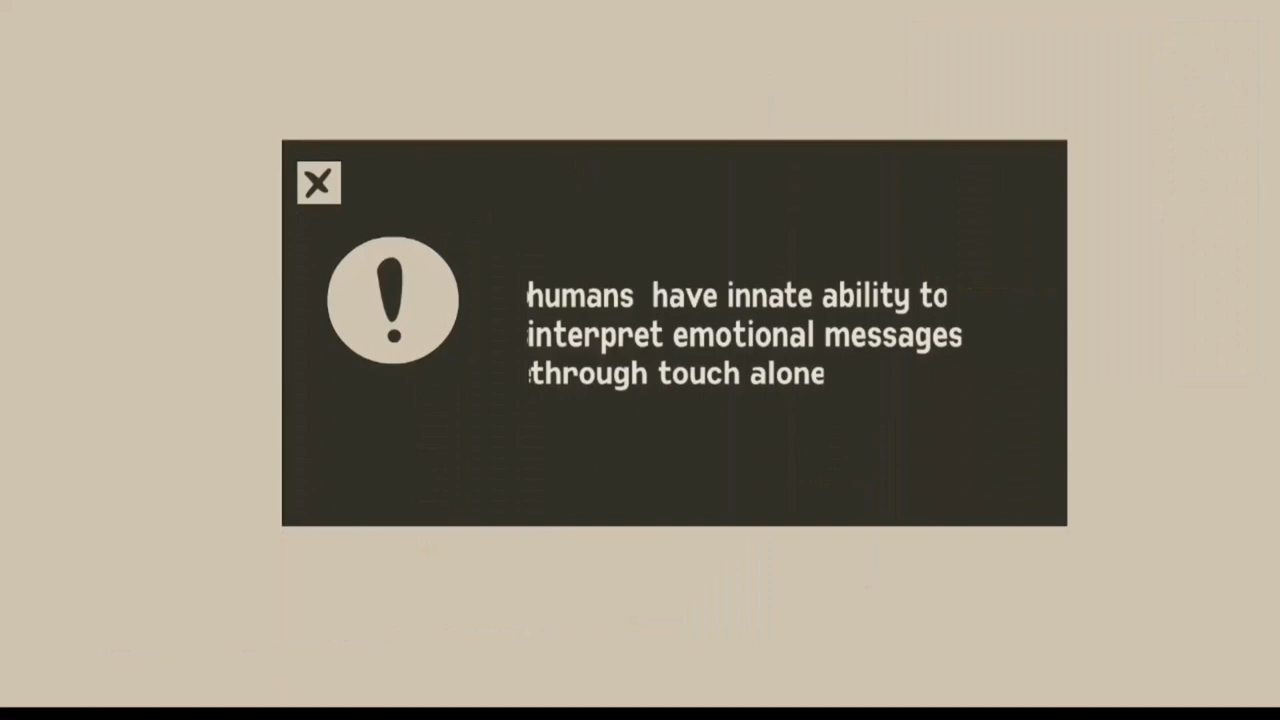 humans have innate ability to
interpret emotional messages
through touch alone